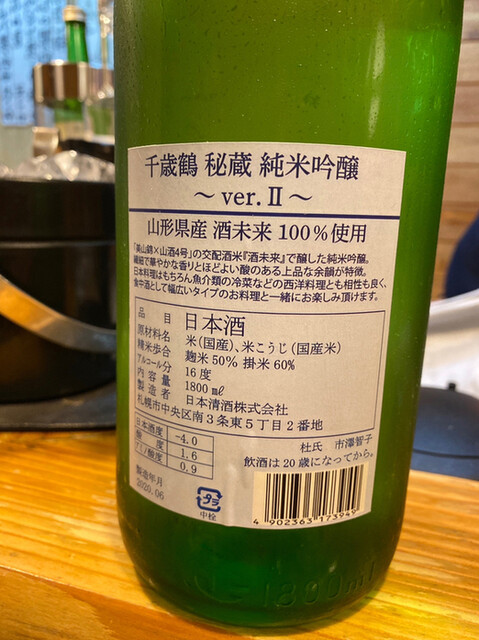 千歳鶴 秘蔵 純米吟醸
～ver.Ⅱ～
山形県産 酒未来 100％使用
「美山錦×山酒4号」の交配酒米『酒未来』で醸した純米吟醸。
繊細で華やかな香りとほどよい酸のある上品な余韻が特徴。
日本料理はもちろん魚介類の冷菜などの西洋料理とも相性も良く、
食中酒として幅広いタイプのお料理と一緒にお楽しみ頂けます。
品目 日本酒
原材料名 米(国産)、米こうじ(国産米)
精米歩合 麹米50% 掛米60%
アルコール分 16度
内容量 1800㎖
製造者 日本清酒株式会社
札幌市中央区南3条東5丁目2番地
日本酒度 -4.0
酸度 1.6
アミノ酸度 0.9
杜氏 市澤智子
飲酒は20歳になってから。
製造年月
2020.06
プラ
中栓
4 902363 173949
1800ml